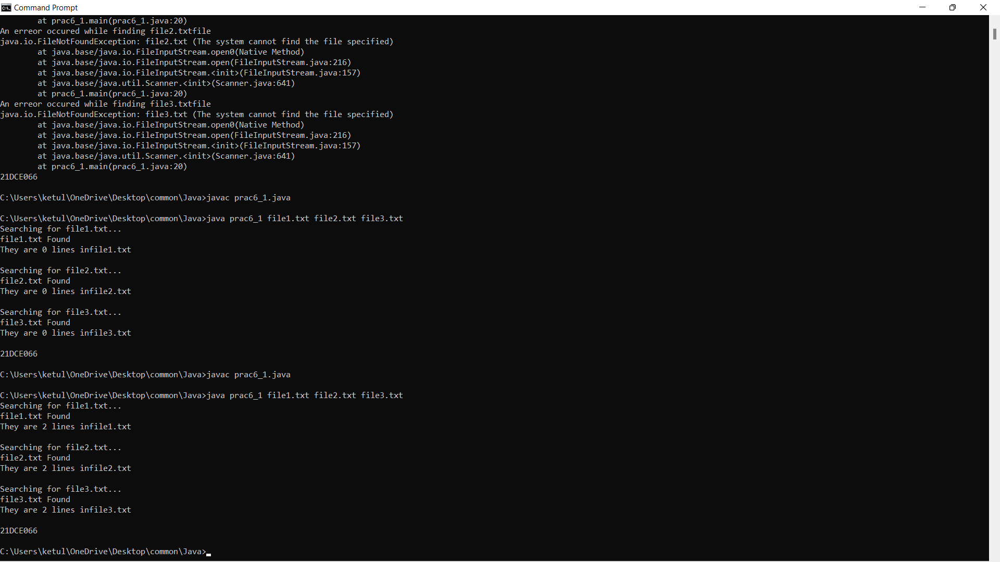 Command Prompt
at prac6_1.main(prac6_1.java:20)
An erreor occured while finding file2.txtfile
java.io.FileNotFoundException: file2.txt (The system cannot find the file specified)
at java.base/java.io.FileInputStream.open0(Native Method)
at java.base/java.io.FileInputStream.open(FileInputStream.java:216)
at java.base/java.io.FileInputStream.<init>(FileInputStream.java:157)
at java.base/java.util.Scanner.<init>(Scanner.java:641)
at prac6_1.main(prac6_1.java:20)
An erreor occured while finding file3.txtfile
java.io.FileNotFoundException: file3.txt (The system cannot find the file specified)
at java.base/java.io.FileInputStream.open0(Native Method)
at java.base/java.io.FileInputStream.open(FileInputStream.java:216)
at java.base/java.io.FileInputStream.<init>(FileInputStream.java:157)
at java.base/java.util.Scanner.<init>(Scanner.java:641)
at prac6_1.main(prac6_1.java:20)
21DCE066
C:\Users\ketul\OneDrive\Desktop\common\Java>javac prac6_1.java
C:\Users\ketul\OneDrive\Desktop\common\Java>java prac6_1 file1.txt file2.txt file3.txt
Searching for file1.txt...
file1.txt Found
They are 0 lines infile1.txt
Searching for file2.txt...
file2.txt Found
They are 0 lines infile2.txt
Searching for file3.txt...
file3.txt Found
They are 0 lines infile3.txt
21DCE066
C:\Users\ketul\OneDrive\Desktop\common\Java>javac prac6_1.java
C:\Users\ketul\OneDrive\Desktop\common\Java>java prac6_1 file1.txt file2.txt file3.txt
Searching for file1.txt...
file1.txt Found
They are 2 lines infile1.txt
Searching for file2.txt...
file2.txt Found
They are 2 lines infile2.txt
Searching for file3.txt...
file3.txt Found
They are 2 lines infile3.txt
21DCE066
C:\Users\ketul\OneDrive\Desktop\common\Java>